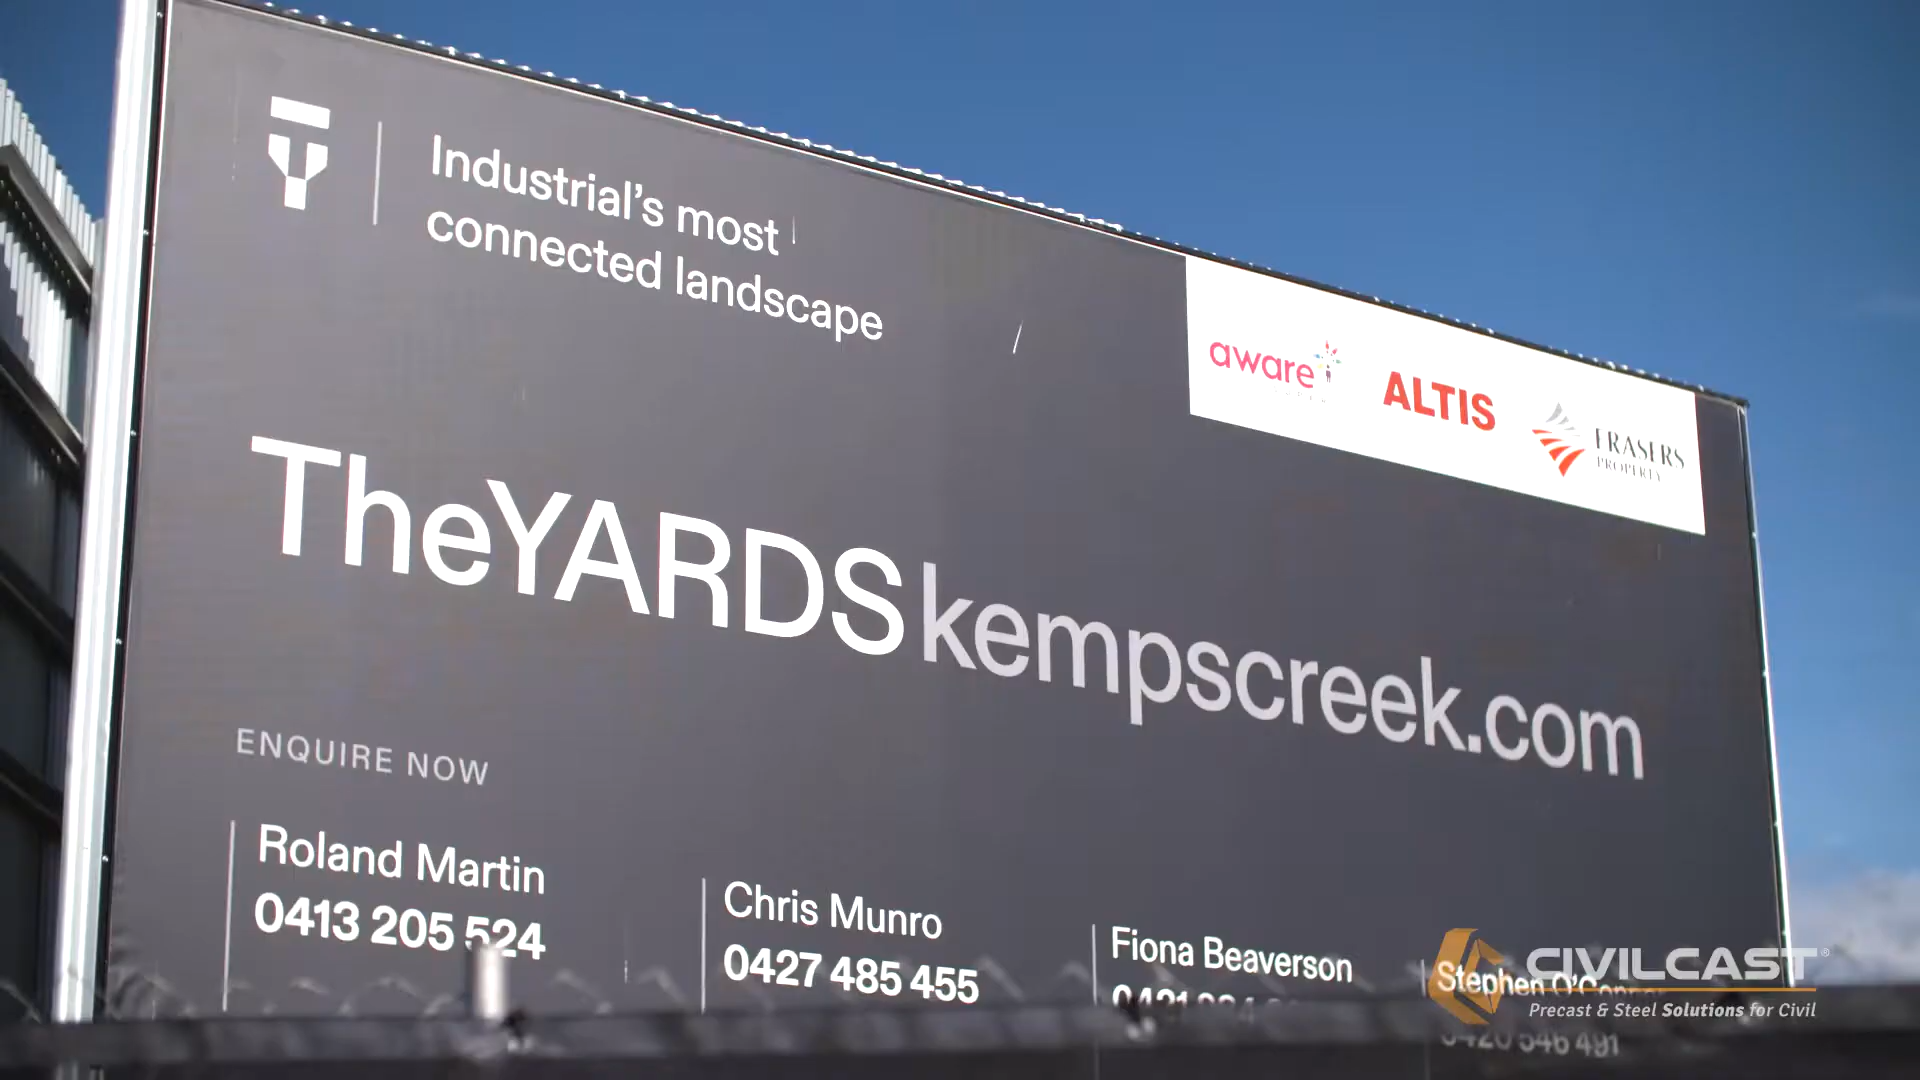 Industrial's most
connected landscape
aware
ALTIS
FRASERS
PROPERTY
TheYARDSkempscreek.com
ENQUIRE NOW
Roland Martin
0413 205 524
Chris Munro
0427 485 455
Fiona Beaverson
Stephen
CIVILCAST®
Precast & Steel Solutions for Civil